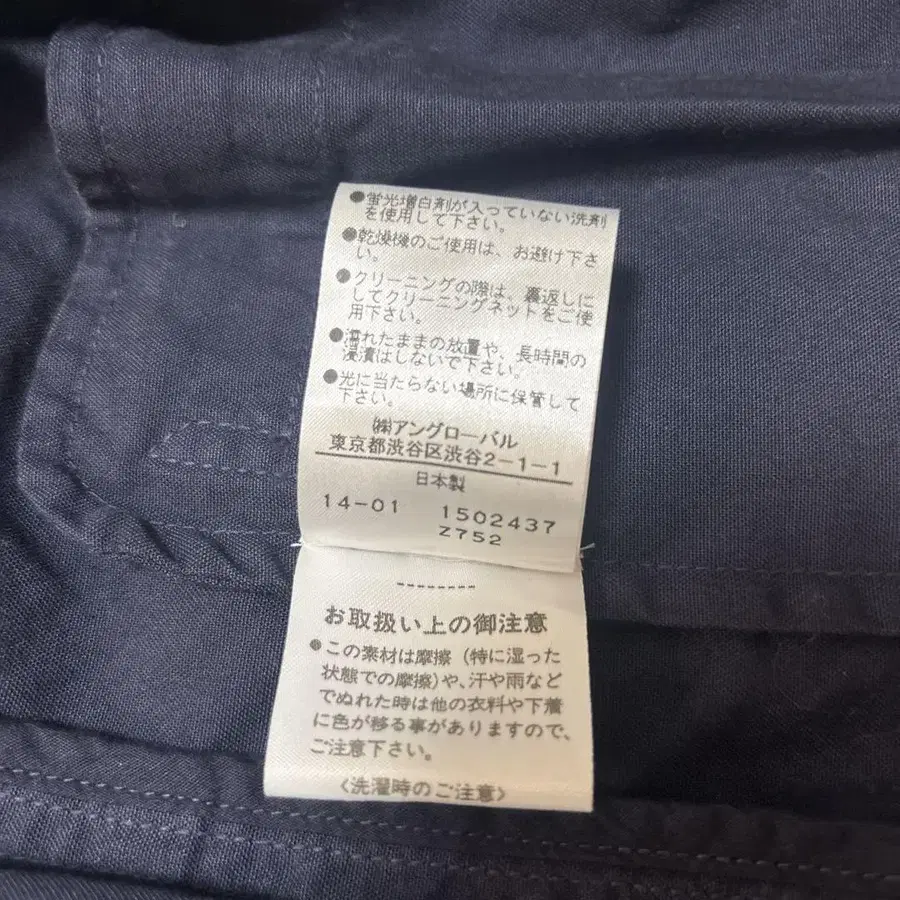 ●蛍光増白剤が入っていない洗剤
を使用して下さい。
●乾燥機のご使用は、お避け下さ
い。
●クリーニングの際は、裏返しに
してクリーニングネットをご使
用下さい。
●濡れたままの放置や、長時間の
浸漬はしないで下さい。
●光に当たらない場所に保管して
下さい。
㈱アングローバル
東京都渋谷区渋谷2-1-1
日本製
14-01 1502437
Z752
--------
お取扱い上の御注意
●この素材は摩擦(特に湿った
状態での摩擦)や、汗や雨など
でぬれた時は他の衣料や下着
に色が移る事がありますので、
ご注意下さい。
〈洗濯時のご注意〉